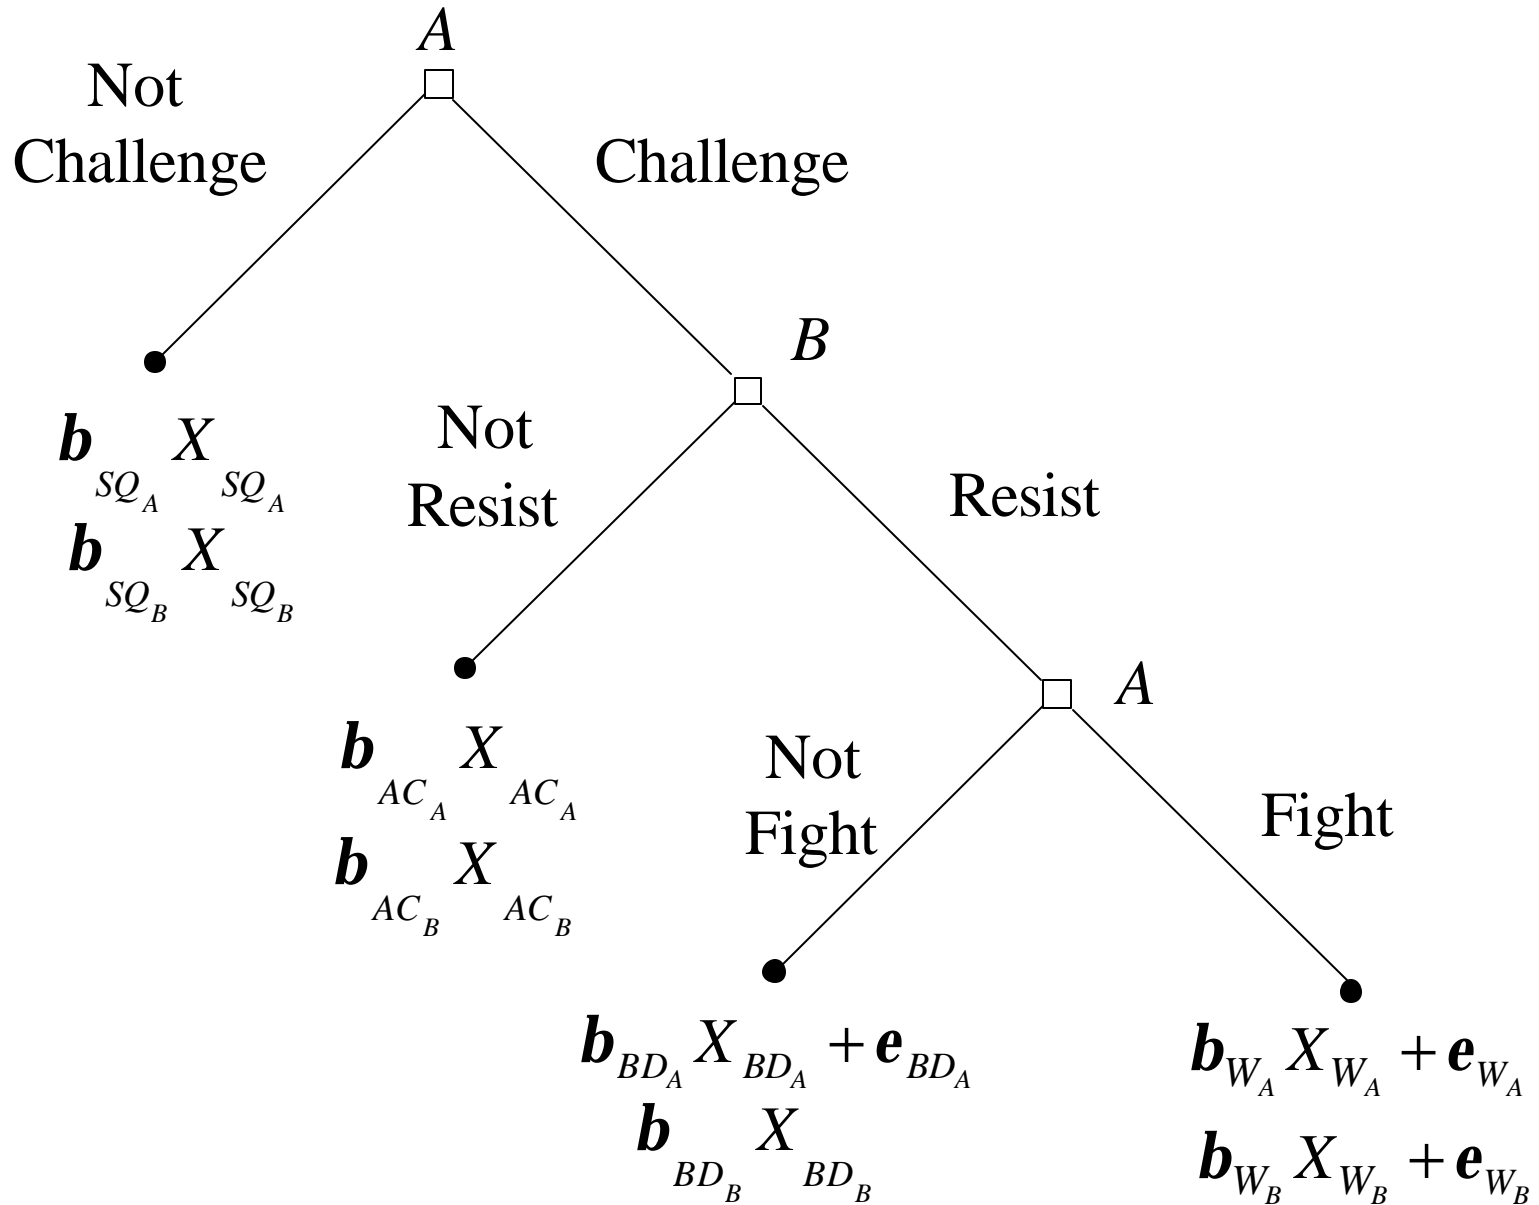 A
Not
Challenge
Challenge
B
b_{SQ_A} X_{SQ_A}
b_{SQ_B} X_{SQ_B}
Not
Resist
Resist
A
b_{AC_A} X_{AC_A}
b_{AC_B} X_{AC_B}
Not
Fight
Fight
b_{BD_A} X_{BD_A} + e_{BD_A}
b_{BD_B} X_{BD_B}
b_{W_A} X_{W_A} + e_{W_A}
b_{W_B} X_{W_B} + e_{W_B}